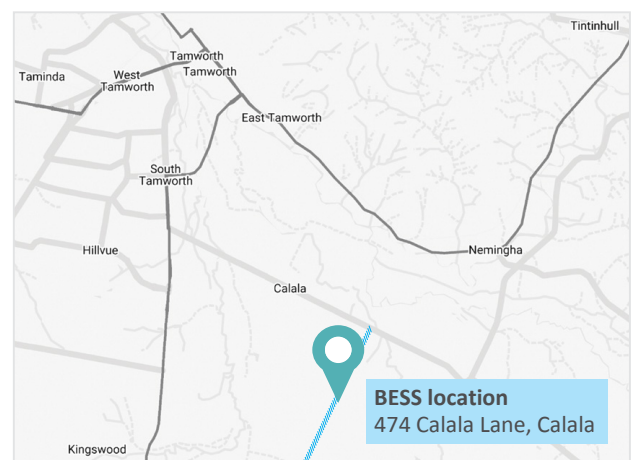 Tintinhull
Tamworth
Tamworth
Taminda
West
Tamworth
East Tamworth
South
Tamworth
Hillvue
Nemingha
Calala
BESS location
474 Calala Lane, Calala
Kingswood